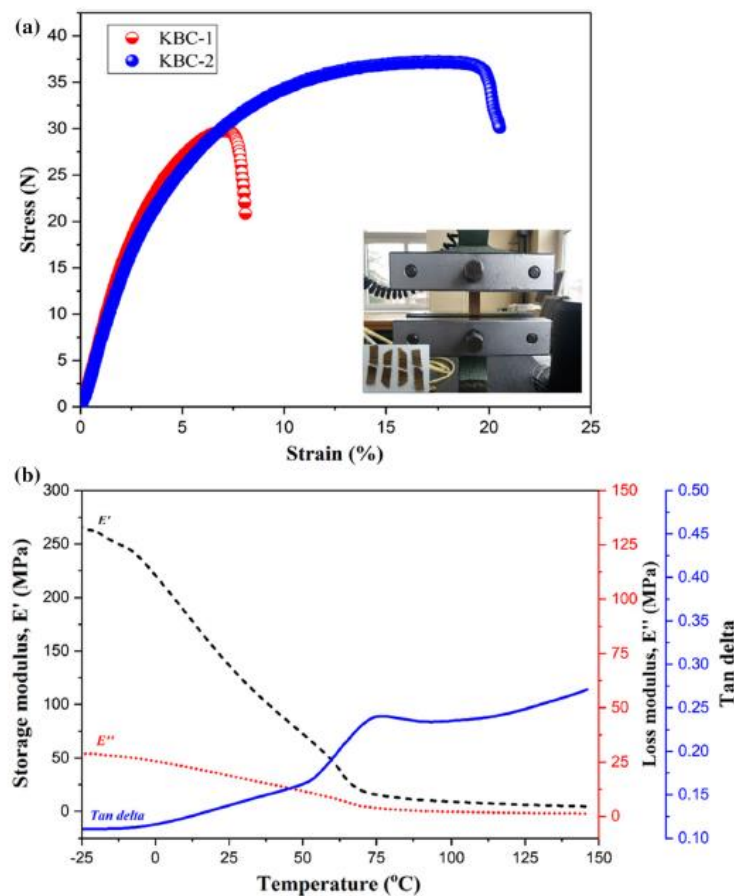 (a)
KBC-1
KBC-2
Stress (N)
40
35
30
25
20
15
10
5
0
0 5 10 15 20 25
Strain (%)
(b)
Storage modulus, E' (MPa)
300
250
200
150
100
50
0
E'
E''
Tan delta
150
125
100
75
50
25
0
Loss modulus, E'' (MPa)
0.50
0.45
0.40
0.35
0.30
0.25
0.20
0.15
0.10
Tan delta
-25 0 25 50 75 100 125 150
Temperature (°C)